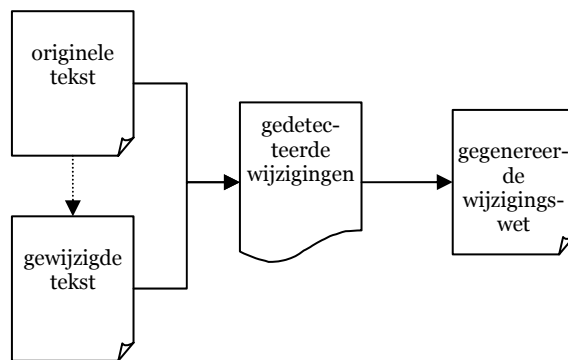 originele
tekst
gewijzigde
tekst
gedetec-
teerde
wijzigingen
gegenereer-
de
wijzigings-
wet